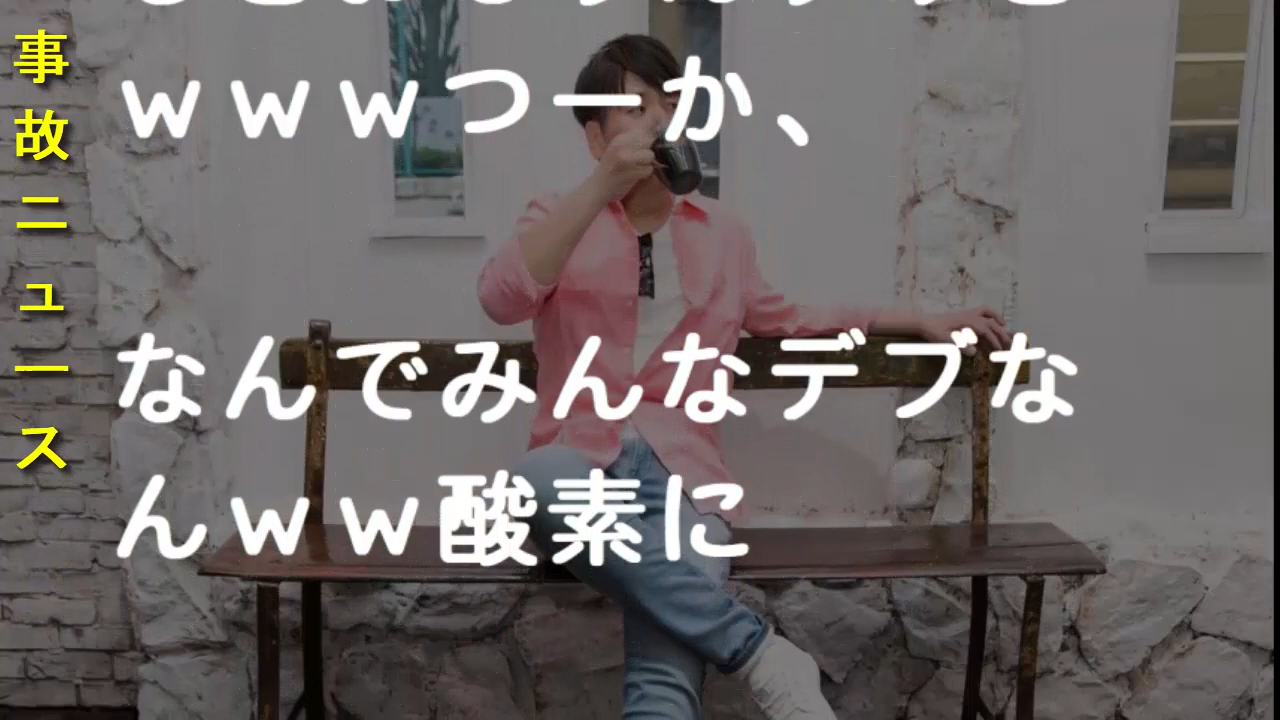 事故ニュース
ｗｗｗつーか、
なんでみんなデブな
んｗｗ酸素に